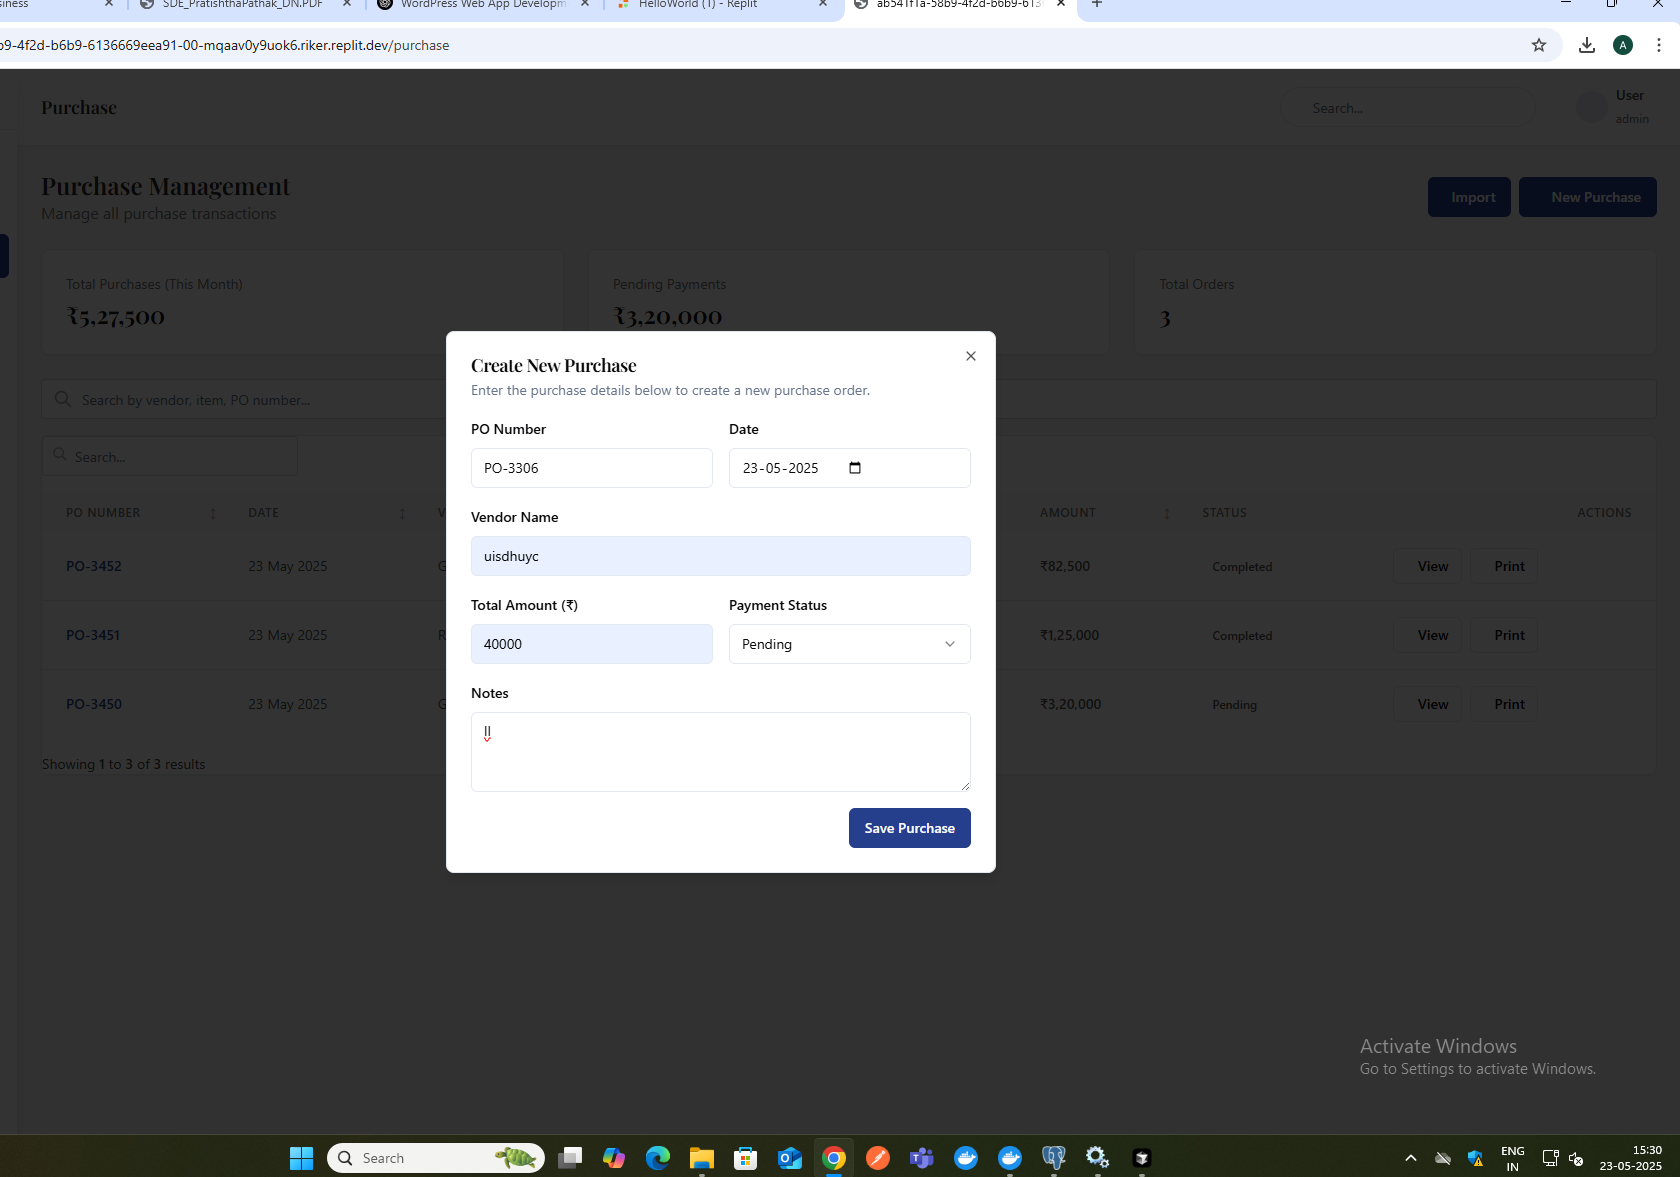 siness
SDE_PratishthaPathak_DN.PDF
WordPress Web App Developm
HelloWorld (1) - Replit
b9-4f2d-b6b9-6136669eea91-00-mqaav0y9uok6.riker.replit.dev/purchase
A
Purchase
Search...
User
admin
Purchase Management
Manage all purchase transactions
Import
New Purchase
Total Purchases (This Month)
₹5,27,500
Pending Payments
₹3,20,000
Total Orders
3
Search by vendor, item, PO number...
Search...
PO NUMBER
DATE
V
AMOUNT
STATUS
ACTIONS
PO-3452
23 May 2025
G
₹82,500
Completed
View
Print
PO-3451
23 May 2025
R
₹1,25,000
Completed
View
Print
PO-3450
23 May 2025
G
₹3,20,000
Pending
View
Print
Showing 1 to 3 of 3 results
Create New Purchase
Enter the purchase details below to create a new purchase order.
PO Number
Date
PO-3306
23-05-2025
Vendor Name
uisdhuyc
Total Amount (₹)
Payment Status
40000
Pending
Notes
ll
Save Purchase
Activate Windows
Go to Settings to activate Windows.
Search
ENG
IN
15:30
23-05-2025